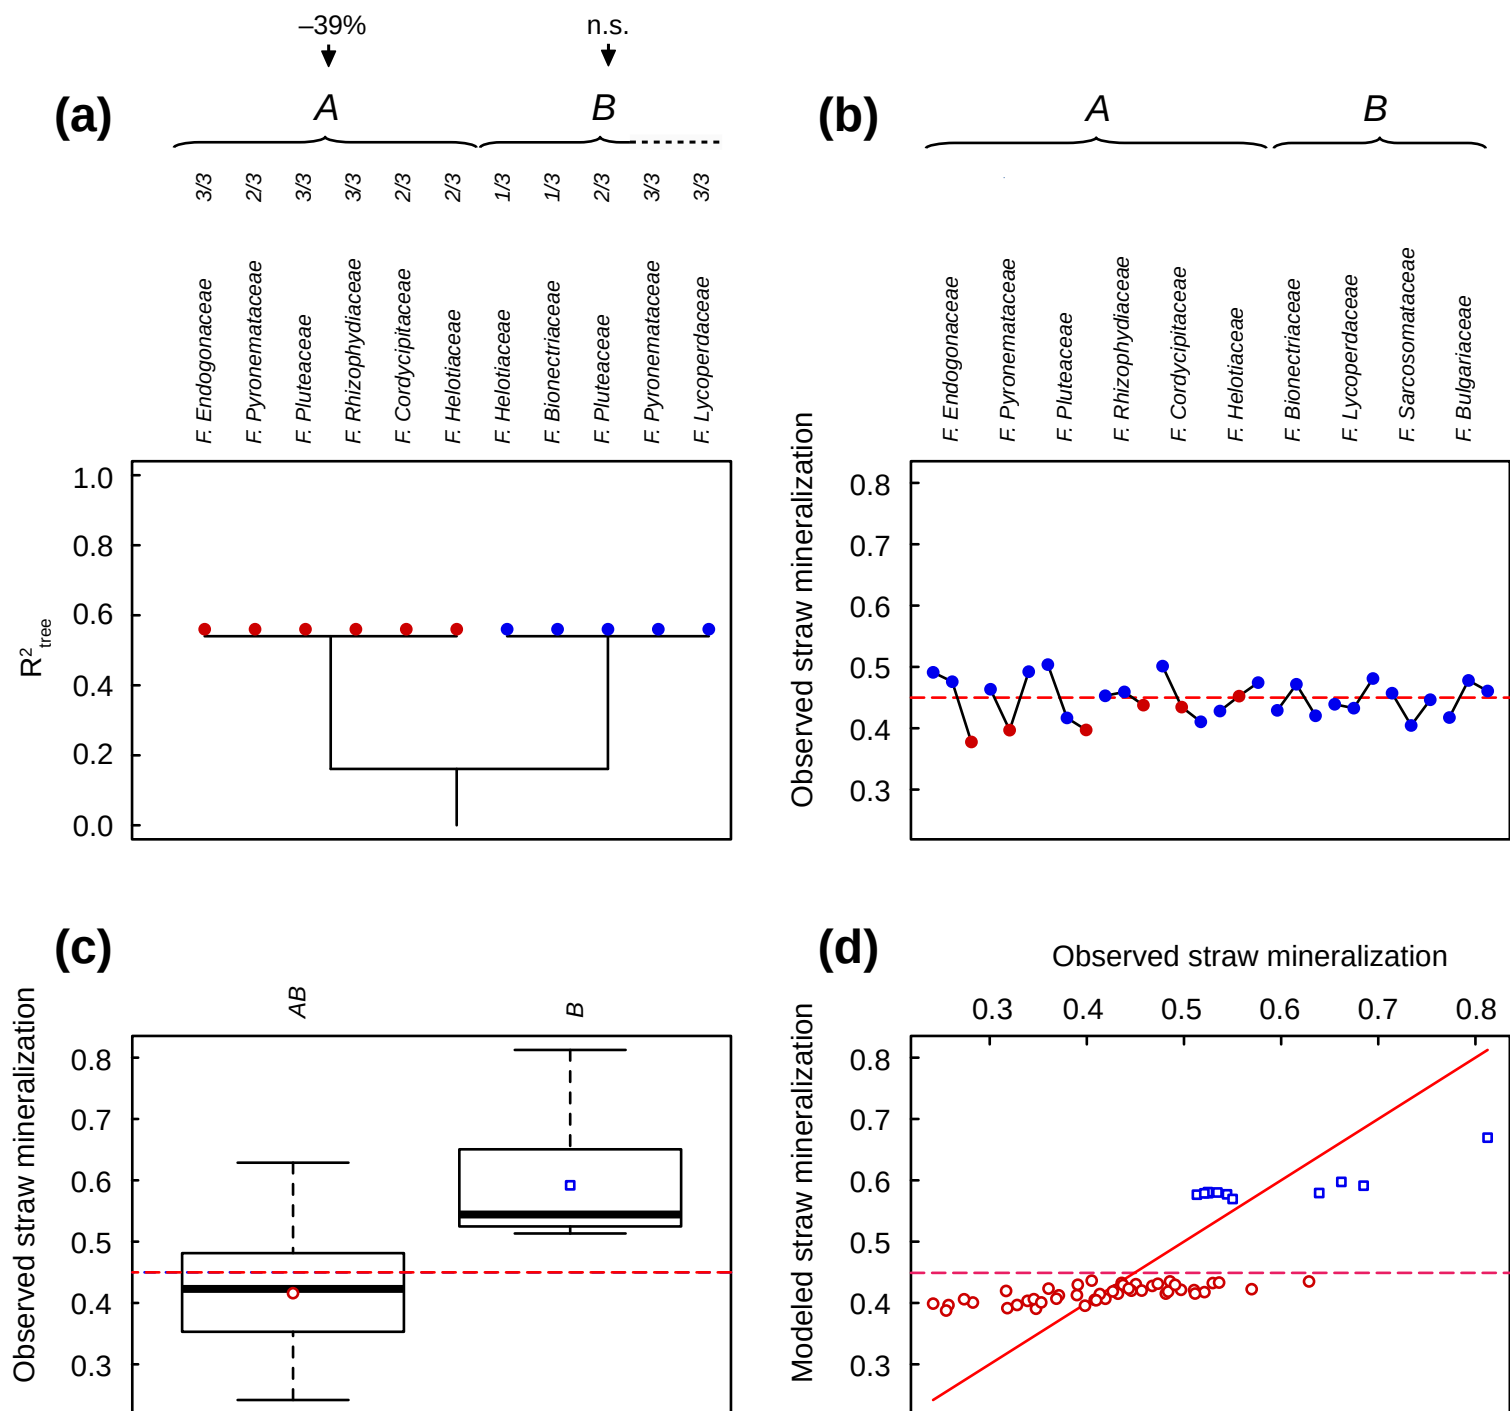 –39%
n.s.
(a)
A
B
3/3
2/3
3/3
3/3
2/3
2/3
1/3
1/3
2/3
3/3
3/3
F. Endogonaceae
F. Pyronemataceae
F. Pluteaceae
F. Rhizophydiaceae
F. Cordycipitaceae
F. Helotiaceae
F. Helotiaceae
F. Bionectriaceae
F. Pluteaceae
F. Pyronemataceae
F. Lycoperdaceae
R²tree
1.0
0.8
0.6
0.4
0.2
0.0
(b)
A
B
F. Endogonaceae
F. Pyronemataceae
F. Pluteaceae
F. Rhizophydiaceae
F. Cordycipitaceae
F. Helotiaceae
F. Bionectriaceae
F. Lycoperdaceae
F. Sarcosomataceae
F. Bulgariaceae
Observed straw mineralization
0.8
0.7
0.6
0.5
0.4
0.3
(c)
AB
B
Observed straw mineralization
0.8
0.7
0.6
0.5
0.4
0.3
(d)
Observed straw mineralization
0.3 0.4 0.5 0.6 0.7 0.8
Modeled straw mineralization
0.8
0.7
0.6
0.5
0.4
0.3